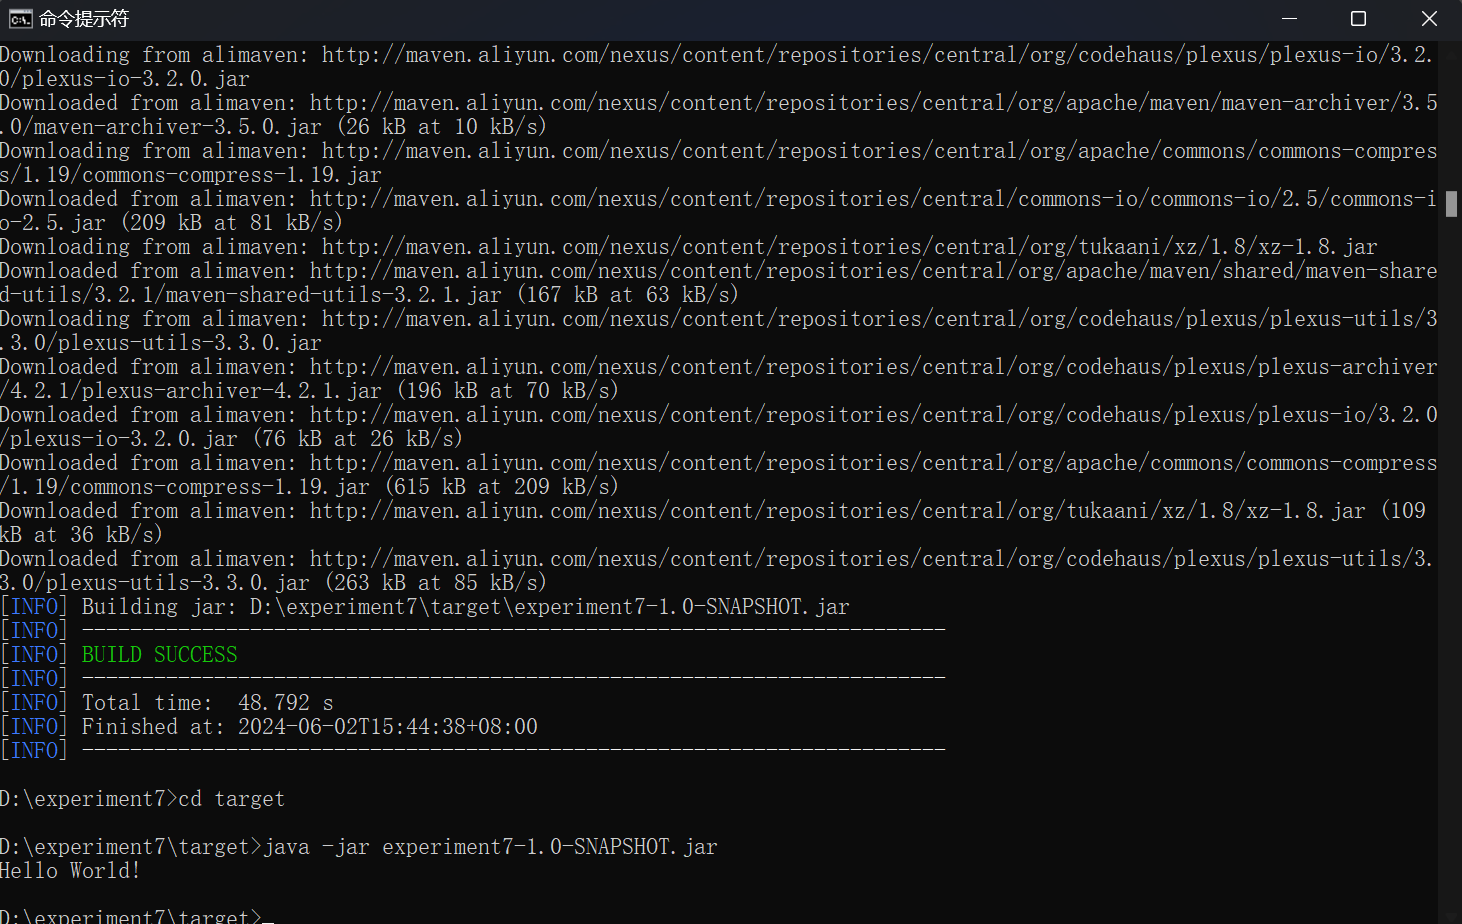 命令提示符
Downloading from alimaven: http://maven.aliyun.com/nexus/content/repositories/central/org/codehaus/plexus/plexus-io/3.2.
0/plexus-io-3.2.0.jar
Downloaded from alimaven: http://maven.aliyun.com/nexus/content/repositories/central/org/apache/maven/maven-archiver/3.5
.0/maven-archiver-3.5.0.jar (26 kB at 10 kB/s)
Downloading from alimaven: http://maven.aliyun.com/nexus/content/repositories/central/org/apache/commons/commons-compres
s/1.19/commons-compress-1.19.jar
Downloaded from alimaven: http://maven.aliyun.com/nexus/content/repositories/central/commons-io/commons-io/2.5/commons-i
o-2.5.jar (209 kB at 81 kB/s)
Downloading from alimaven: http://maven.aliyun.com/nexus/content/repositories/central/org/tukaani/xz/1.8/xz-1.8.jar
Downloaded from alimaven: http://maven.aliyun.com/nexus/content/repositories/central/org/apache/maven/shared/maven-share
d-utils/3.2.1/maven-shared-utils-3.2.1.jar (167 kB at 63 kB/s)
Downloading from alimaven: http://maven.aliyun.com/nexus/content/repositories/central/org/codehaus/plexus/plexus-utils/3
.3.0/plexus-utils-3.3.0.jar
Downloaded from alimaven: http://maven.aliyun.com/nexus/content/repositories/central/org/codehaus/plexus/plexus-archiver
/4.2.1/plexus-archiver-4.2.1.jar (196 kB at 70 kB/s)
Downloaded from alimaven: http://maven.aliyun.com/nexus/content/repositories/central/org/codehaus/plexus/plexus-io/3.2.0
/plexus-io-3.2.0.jar (76 kB at 26 kB/s)
Downloaded from alimaven: http://maven.aliyun.com/nexus/content/repositories/central/org/apache/commons/commons-compress
/1.19/commons-compress-1.19.jar (615 kB at 209 kB/s)
Downloaded from alimaven: http://maven.aliyun.com/nexus/content/repositories/central/org/tukaani/xz/1.8/xz-1.8.jar (109
kB at 36 kB/s)
Downloaded from alimaven: http://maven.aliyun.com/nexus/content/repositories/central/org/codehaus/plexus/plexus-utils/3.
3.0/plexus-utils-3.3.0.jar (263 kB at 85 kB/s)
[INFO] Building jar: D:\experiment7\target\experiment7-1.0-SNAPSHOT.jar
[INFO] ------------------------------------------------------------------------
[INFO] BUILD SUCCESS
[INFO] ------------------------------------------------------------------------
[INFO] Total time:  48.792 s
[INFO] Finished at: 2024-06-02T15:44:38+08:00
[INFO] ------------------------------------------------------------------------
D:\experiment7>cd target
D:\experiment7\target>java -jar experiment7-1.0-SNAPSHOT.jar
Hello World!
D:\experiment7\target>_